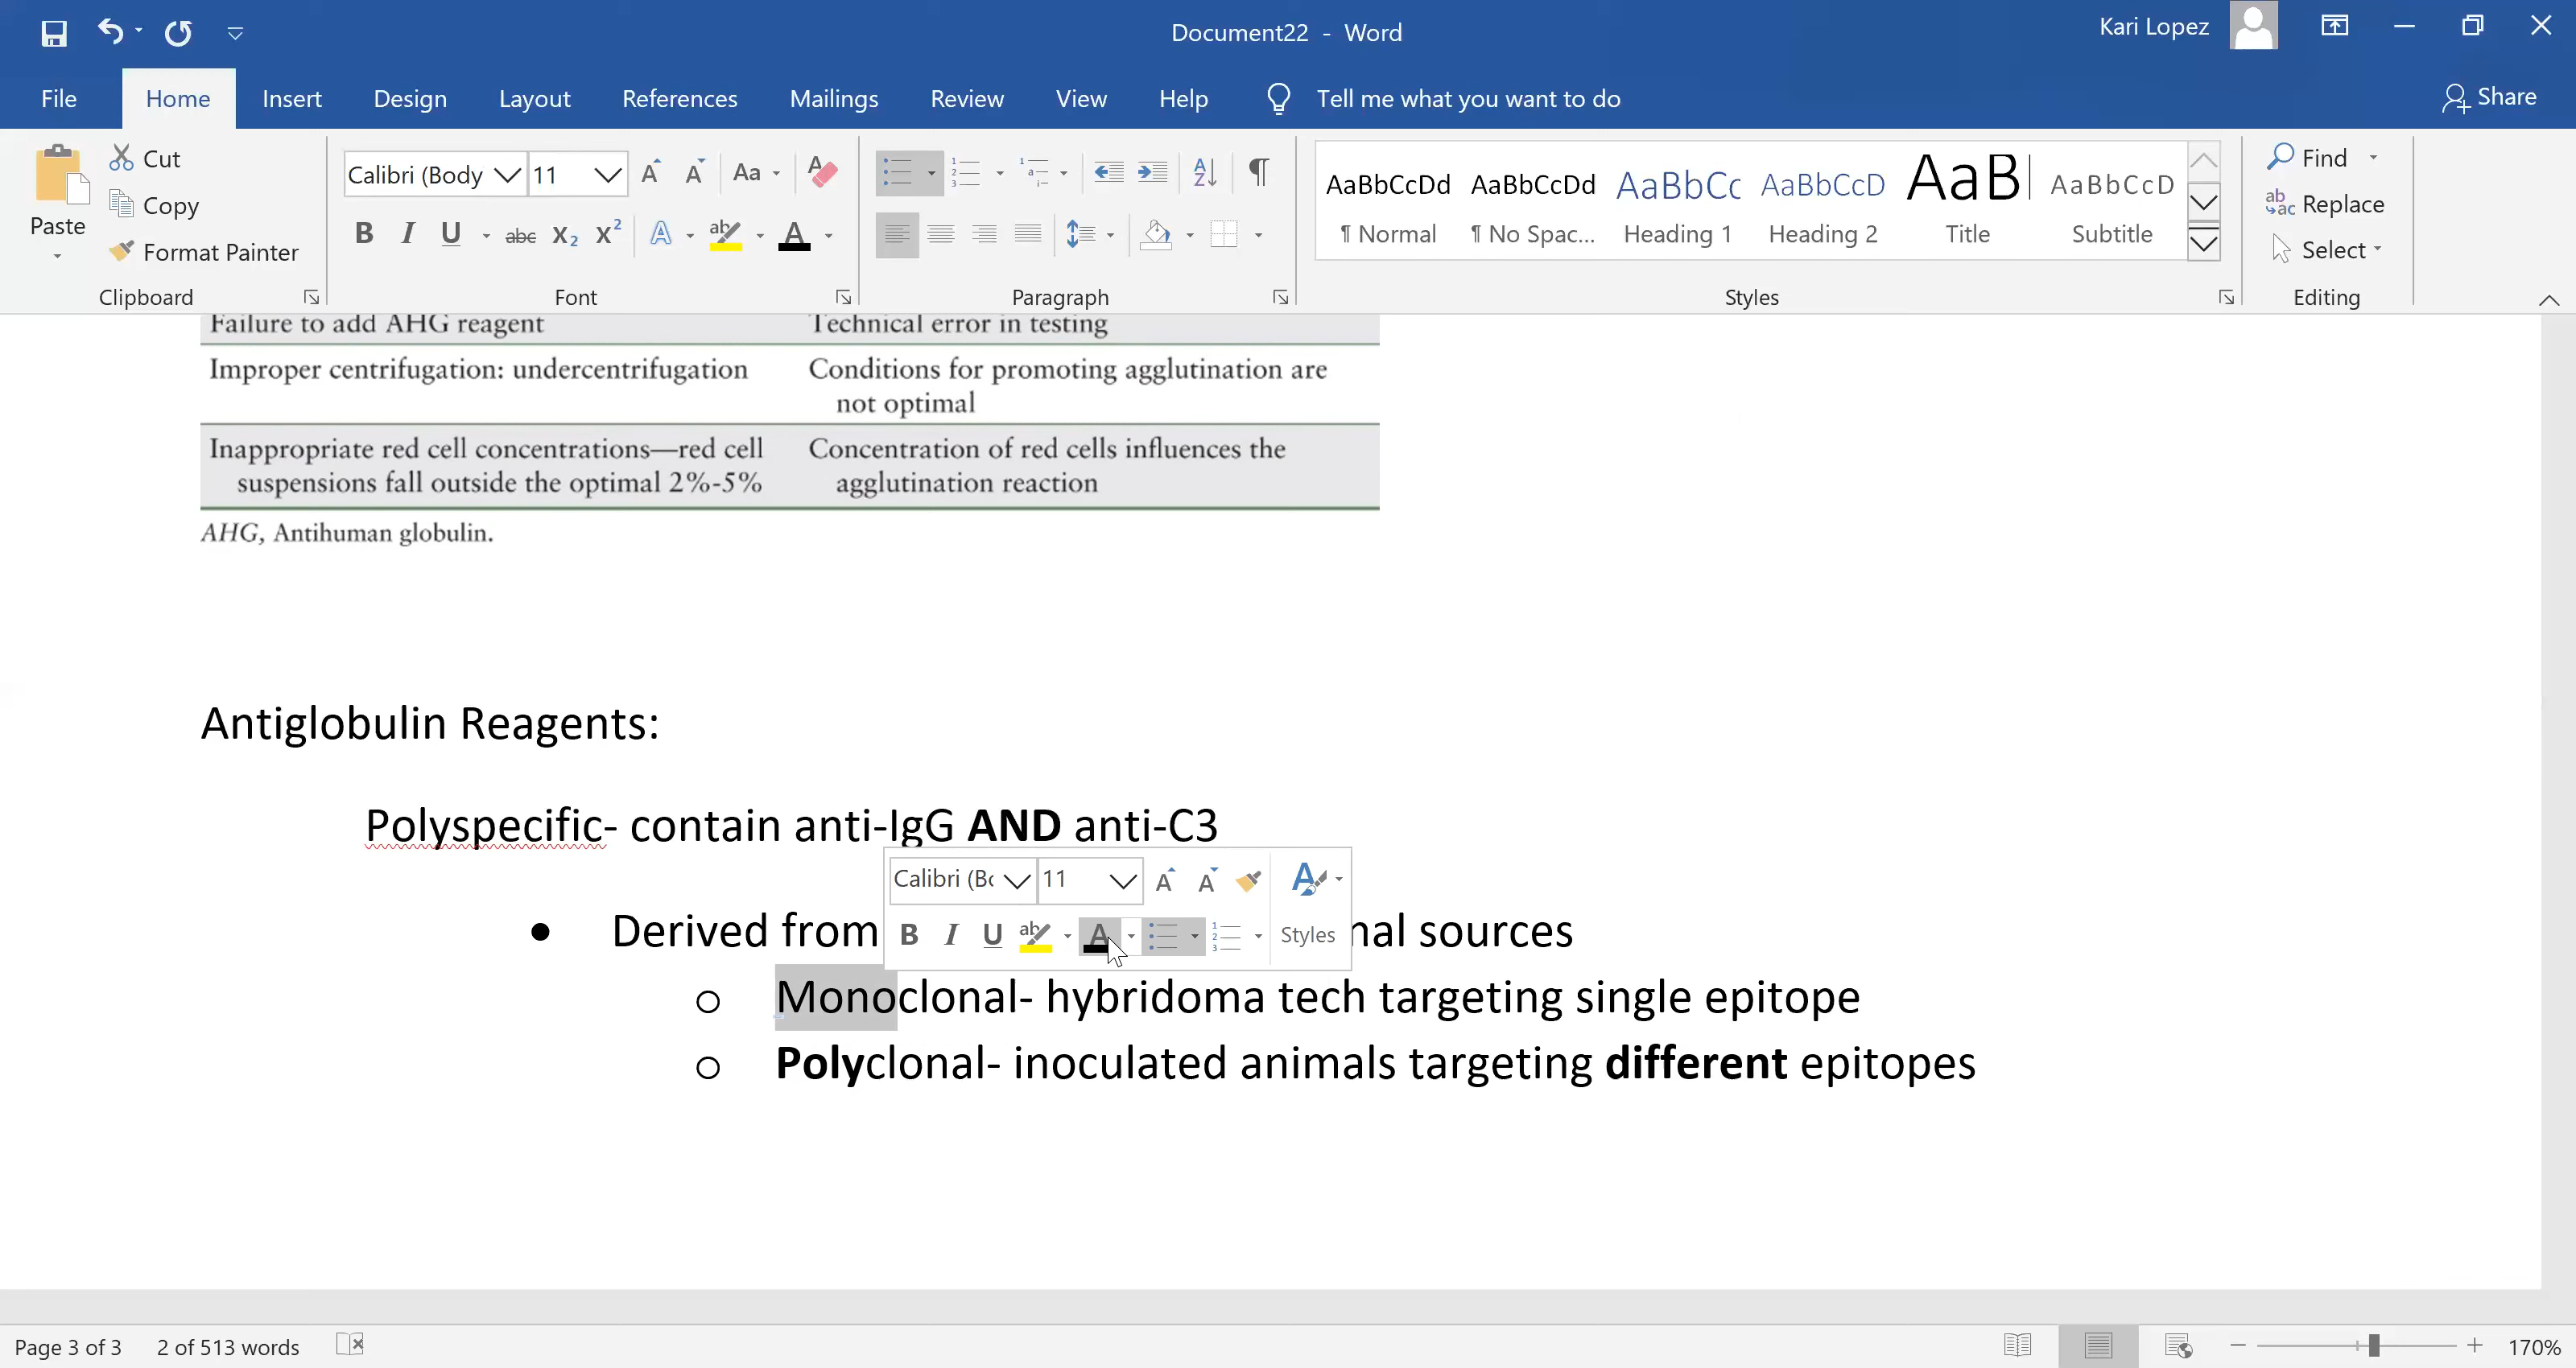 Document22 - Word
Kari Lopez
File Home Insert Design Layout References Mailings Review View Help Tell me what you want to do Share
Paste
Cut
Copy
Format Painter
Clipboard
Calibri (Body 11
Aa
B I U abc X2 X2 A ab A
Font
Paragraph
AaBbCcDd AaBbCcDd AaBbCc AaBbCcD AaB AaBbCcD
¶ Normal ¶ No Spac... Heading 1 Heading 2 Title Subtitle
Styles
Find
Replace
Select
Editing
Failure to add AHG reagent Technical error in testing
Improper centrifugation: undercentrifugation Conditions for promoting agglutination are
not optimal
Inappropriate red cell concentrations—red cell Concentration of red cells influences the
suspensions fall outside the optimal 2%-5% agglutination reaction
AHG, Antihuman globulin.
Antiglobulin Reagents:
Polyspecific- contain anti-IgG AND anti-C3
Calibri (Bo 11
B I U ab A Styles
• Derived from nal sources
o Monoclonal- hybridoma tech targeting single epitope
o Polyclonal- inoculated animals targeting different epitopes
Page 3 of 3 2 of 513 words 170%